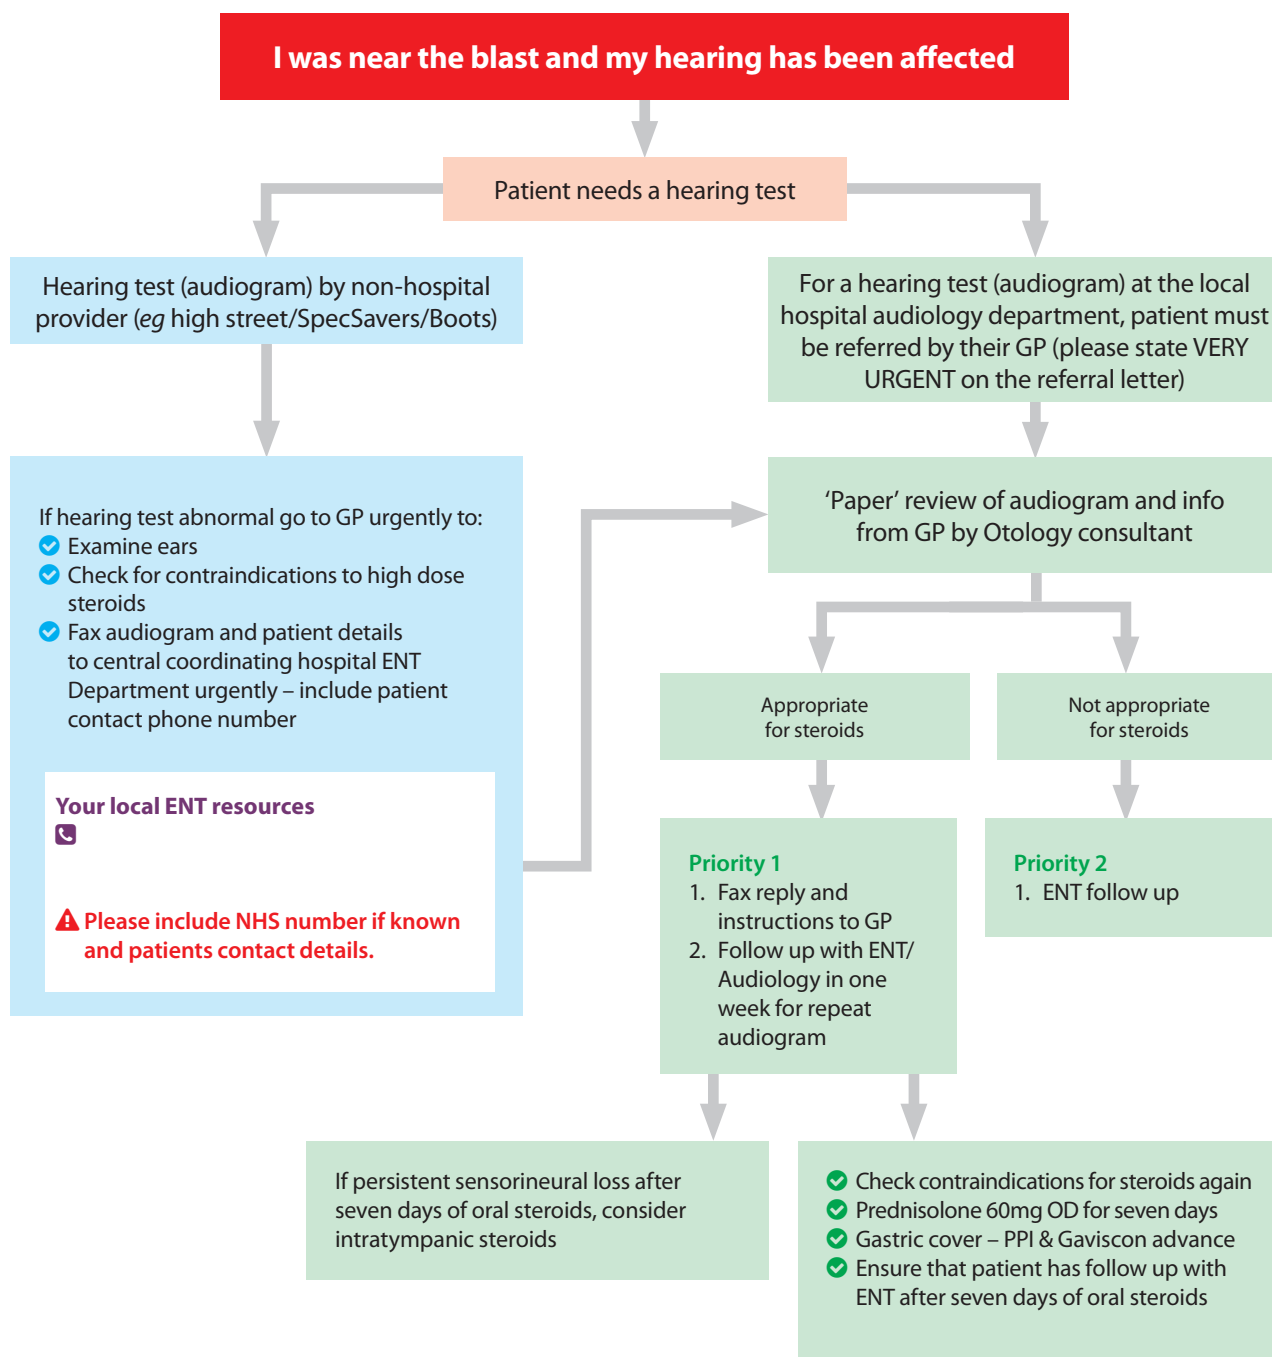 I was near the blast and my hearing has been affected
Patient needs a hearing test
Hearing test (audiogram) by non-hospital
provider (eg high street/SpecSavers/Boots)
For a hearing test (audiogram) at the local
hospital audiology department, patient must
be referred by their GP (please state VERY
URGENT on the referral letter)
If hearing test abnormal go to GP urgently to:
Examine ears
Check for contraindications to high dose
steroids
Fax audiogram and patient details
to central coordinating hospital ENT
Department urgently – include patient
contact phone number
Your local ENT resources
Please include NHS number if known
and patients contact details.
‘Paper’ review of audiogram and info
from GP by Otology consultant
Appropriate
for steroids
Not appropriate
for steroids
Priority 1
1. Fax reply and
instructions to GP
2. Follow up with ENT/
Audiology in one
week for repeat
audiogram
Priority 2
1. ENT follow up
If persistent sensorineural loss after
seven days of oral steroids, consider
intratympanic steroids
Check contraindications for steroids again
Prednisolone 60mg OD for seven days
Gastric cover – PPI & Gaviscon advance
Ensure that patient has follow up with
ENT after seven days of oral steroids